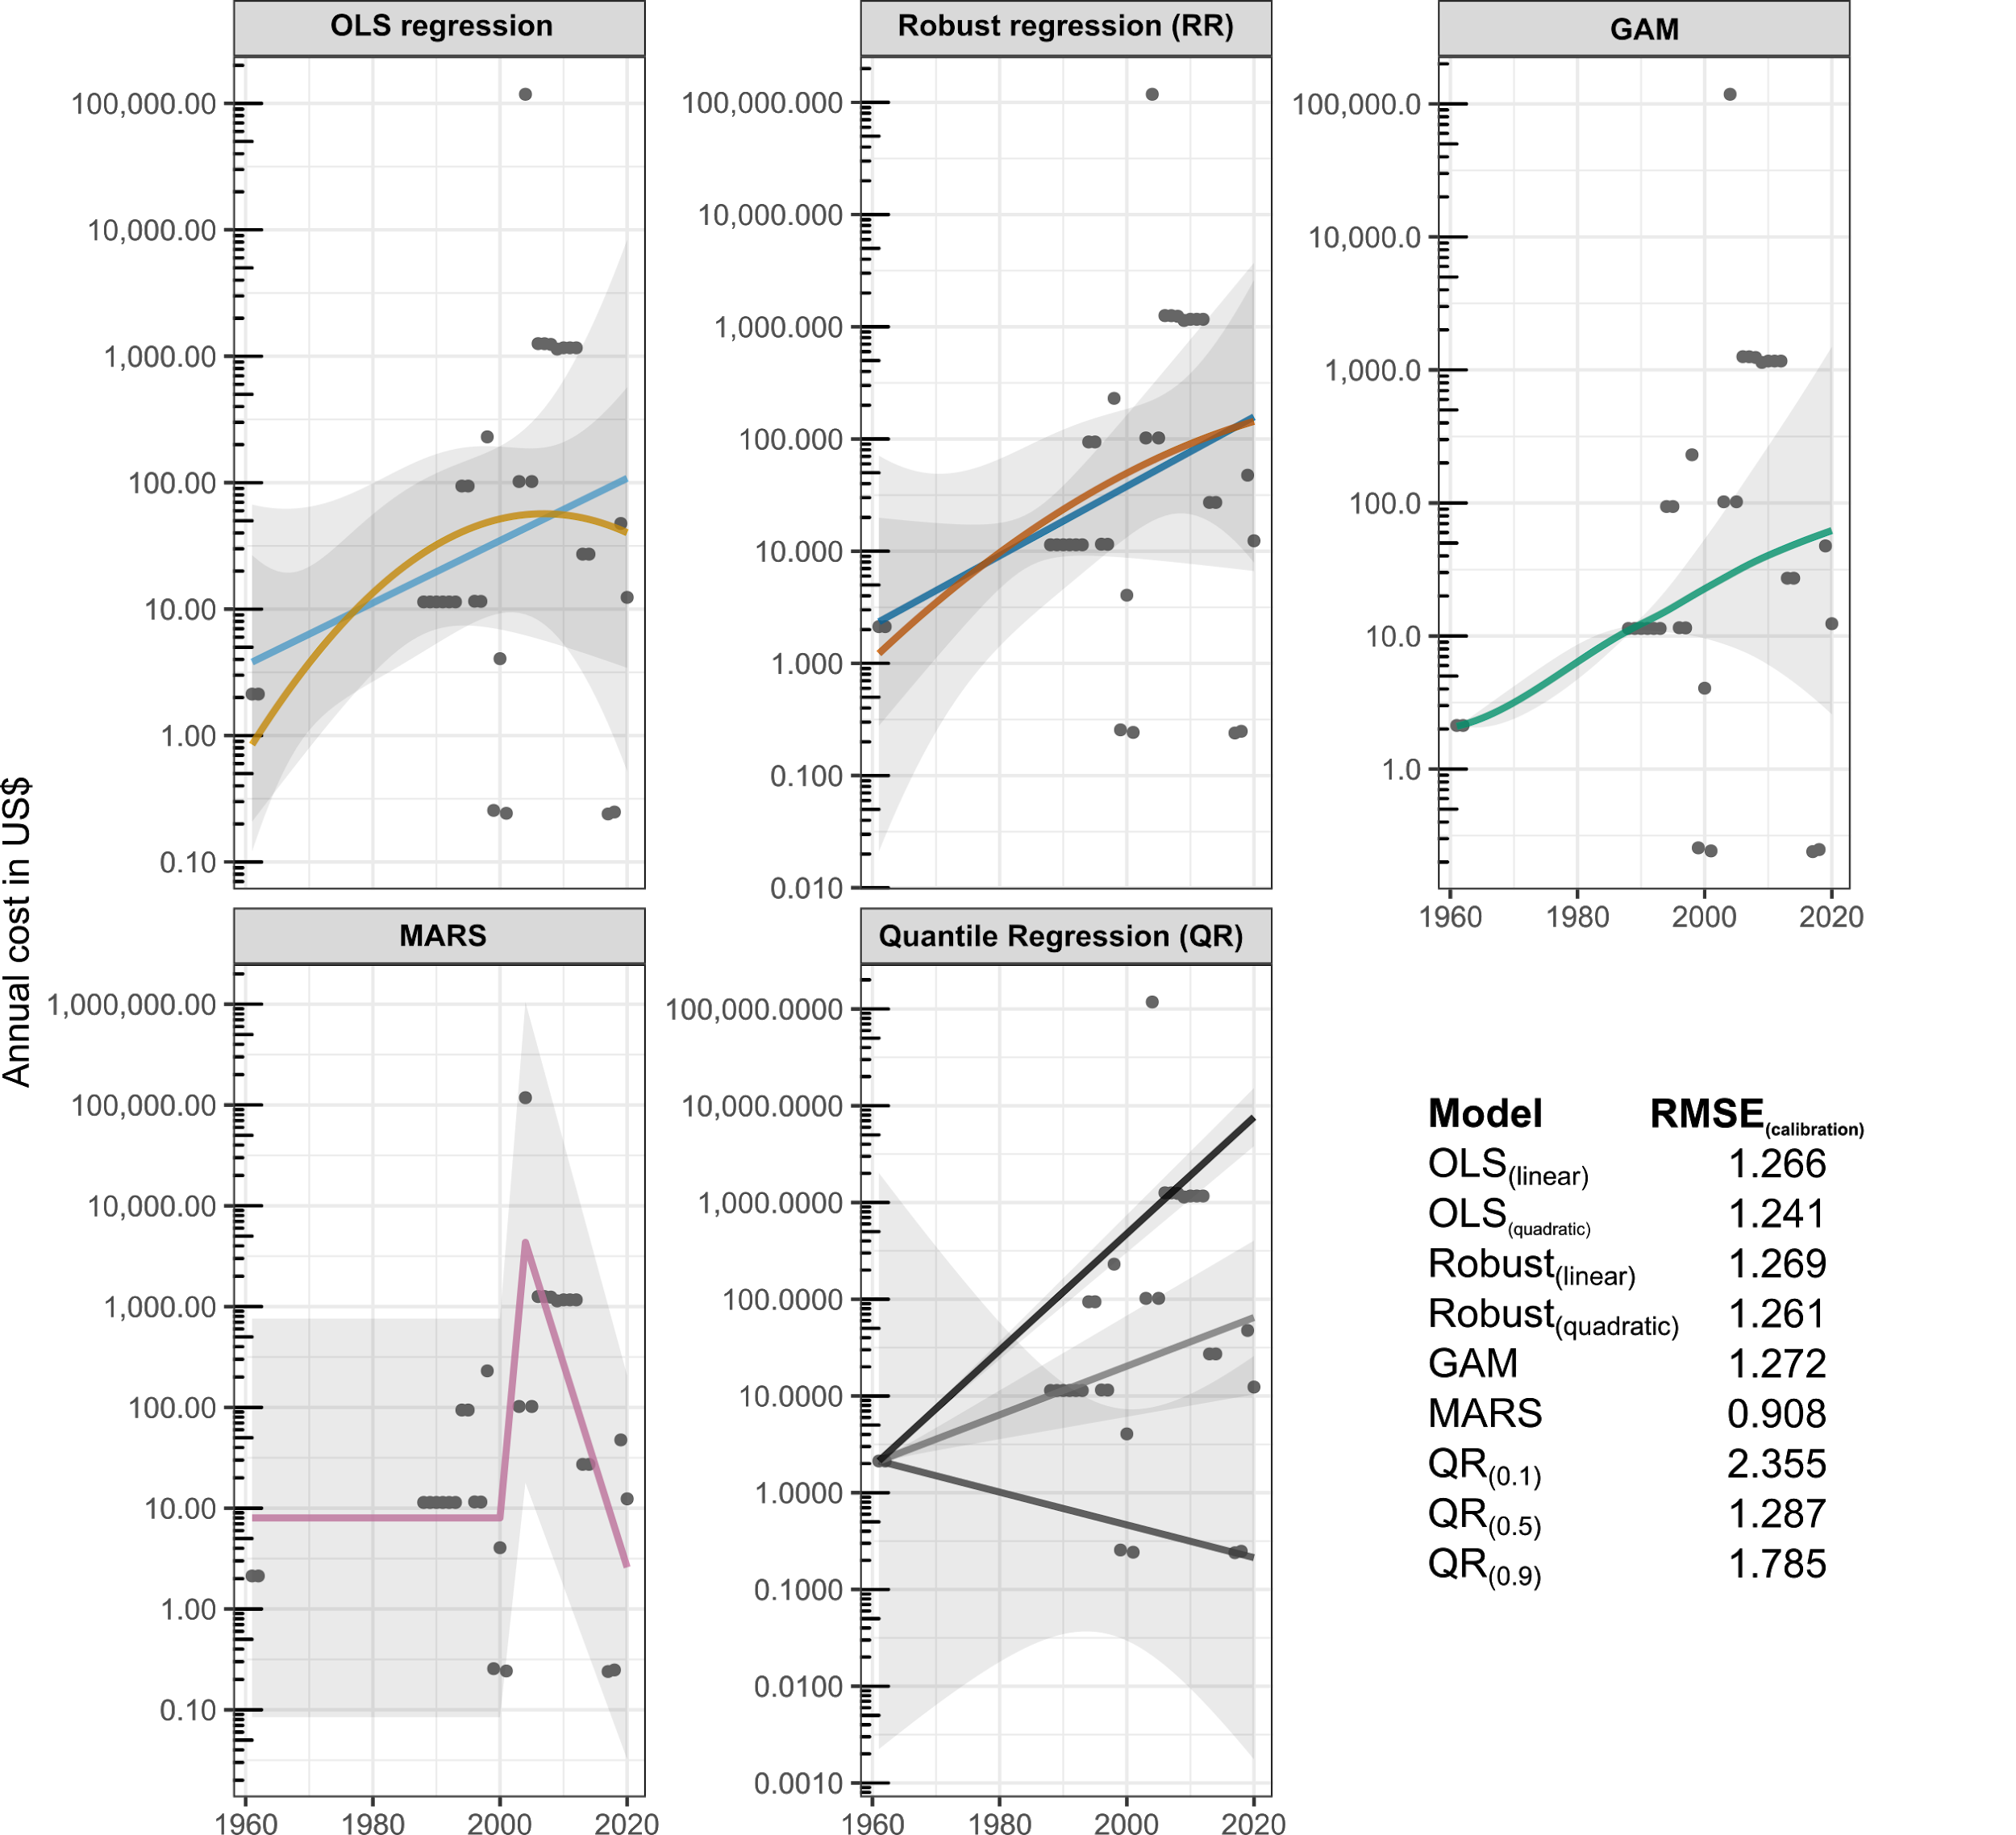 OLS regression
100,000.00
10,000.00
1,000.00
100.00
10.00
1.00
0.10
Robust regression (RR)
100,000.000
10,000.000
1,000.000
100.000
10.000
1.000
0.100
0.010
GAM
100,000.0
10,000.0
1,000.0
100.0
10.0
1.0
1960 1980 2000 2020
Annual cost in US$
MARS
1,000,000.00
100,000.00
10,000.00
1,000.00
100.00
10.00
1.00
0.10
1960 1980 2000 2020
Quantile Regression (QR)
100,000.0000
10,000.0000
1,000.0000
100.0000
10.0000
1.0000
0.1000
0.0100
0.0010
1960 1980 2000 2020
Model RMSE(calibration)
OLS(linear) 1.266
OLS(quadratic) 1.241
Robust(linear) 1.269
Robust(quadratic) 1.261
GAM 1.272
MARS 0.908
QR(0.1) 2.355
QR(0.5) 1.287
QR(0.9) 1.785